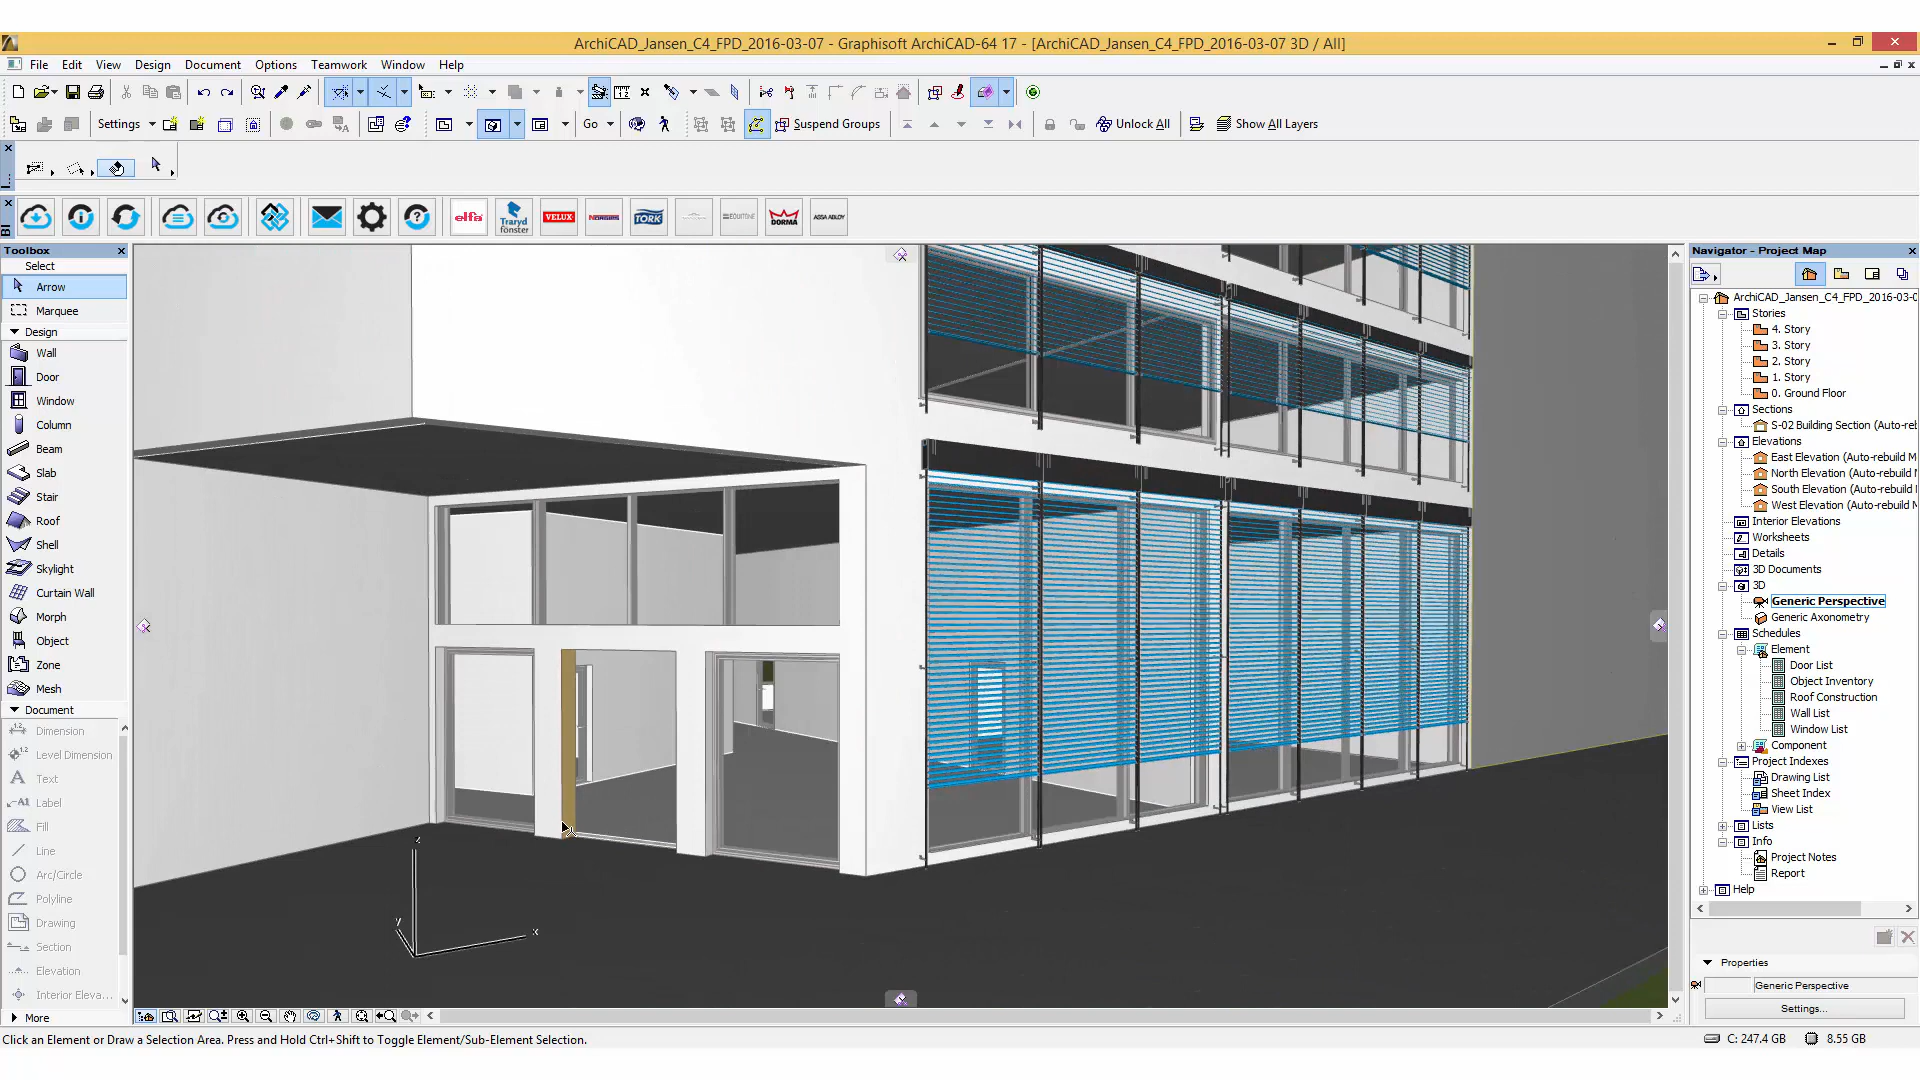 ArchiCAD_Jansen_C4_FPD_2016-03-07 - Graphisoft ArchiCAD-64 17 - [ArchiCAD_Jansen_C4_FPD_2016-03-07 3D / All]
File Edit View Design Document Options Teamwork Window Help
Settings Go Suspend Groups Unlock All Show All Layers
elfa Traryd fönster VELUX TORK EQUITONE DORMA ASSA ABLOY
Toolbox
Select
Arrow
Marquee
Design
Wall
Door
Window
Column
Beam
Slab
Stair
Roof
Shell
Skylight
Curtain Wall
Morph
Object
Zone
Mesh
Document
Dimension
Level Dimension
Text
Label
Fill
Line
Arc/Circle
Polyline
Drawing
Section
Elevation
Interior Eleva...
More
z
y
x
Navigator - Project Map
ArchiCAD_Jansen_C4_FPD_2016-03-0
Stories
4. Story
3. Story
2. Story
1. Story
0. Ground Floor
Sections
S-02 Building Section (Auto-rel
Elevations
East Elevation (Auto-rebuild M
North Elevation (Auto-rebuild
South Elevation (Auto-rebuild
West Elevation (Auto-rebuild M
Interior Elevations
Worksheets
Details
3D Documents
3D
Generic Perspective
Generic Axonometry
Schedules
Element
Door List
Object Inventory
Roof Construction
Wall List
Window List
Component
Project Indexes
Drawing List
Sheet Index
View List
Lists
Info
Project Notes
Report
Help
Properties
Generic Perspective
Settings...
Click an Element or Draw a Selection Area. Press and Hold Ctrl+Shift to Toggle Element/Sub-Element Selection.
C: 247.4 GB 8.55 GB